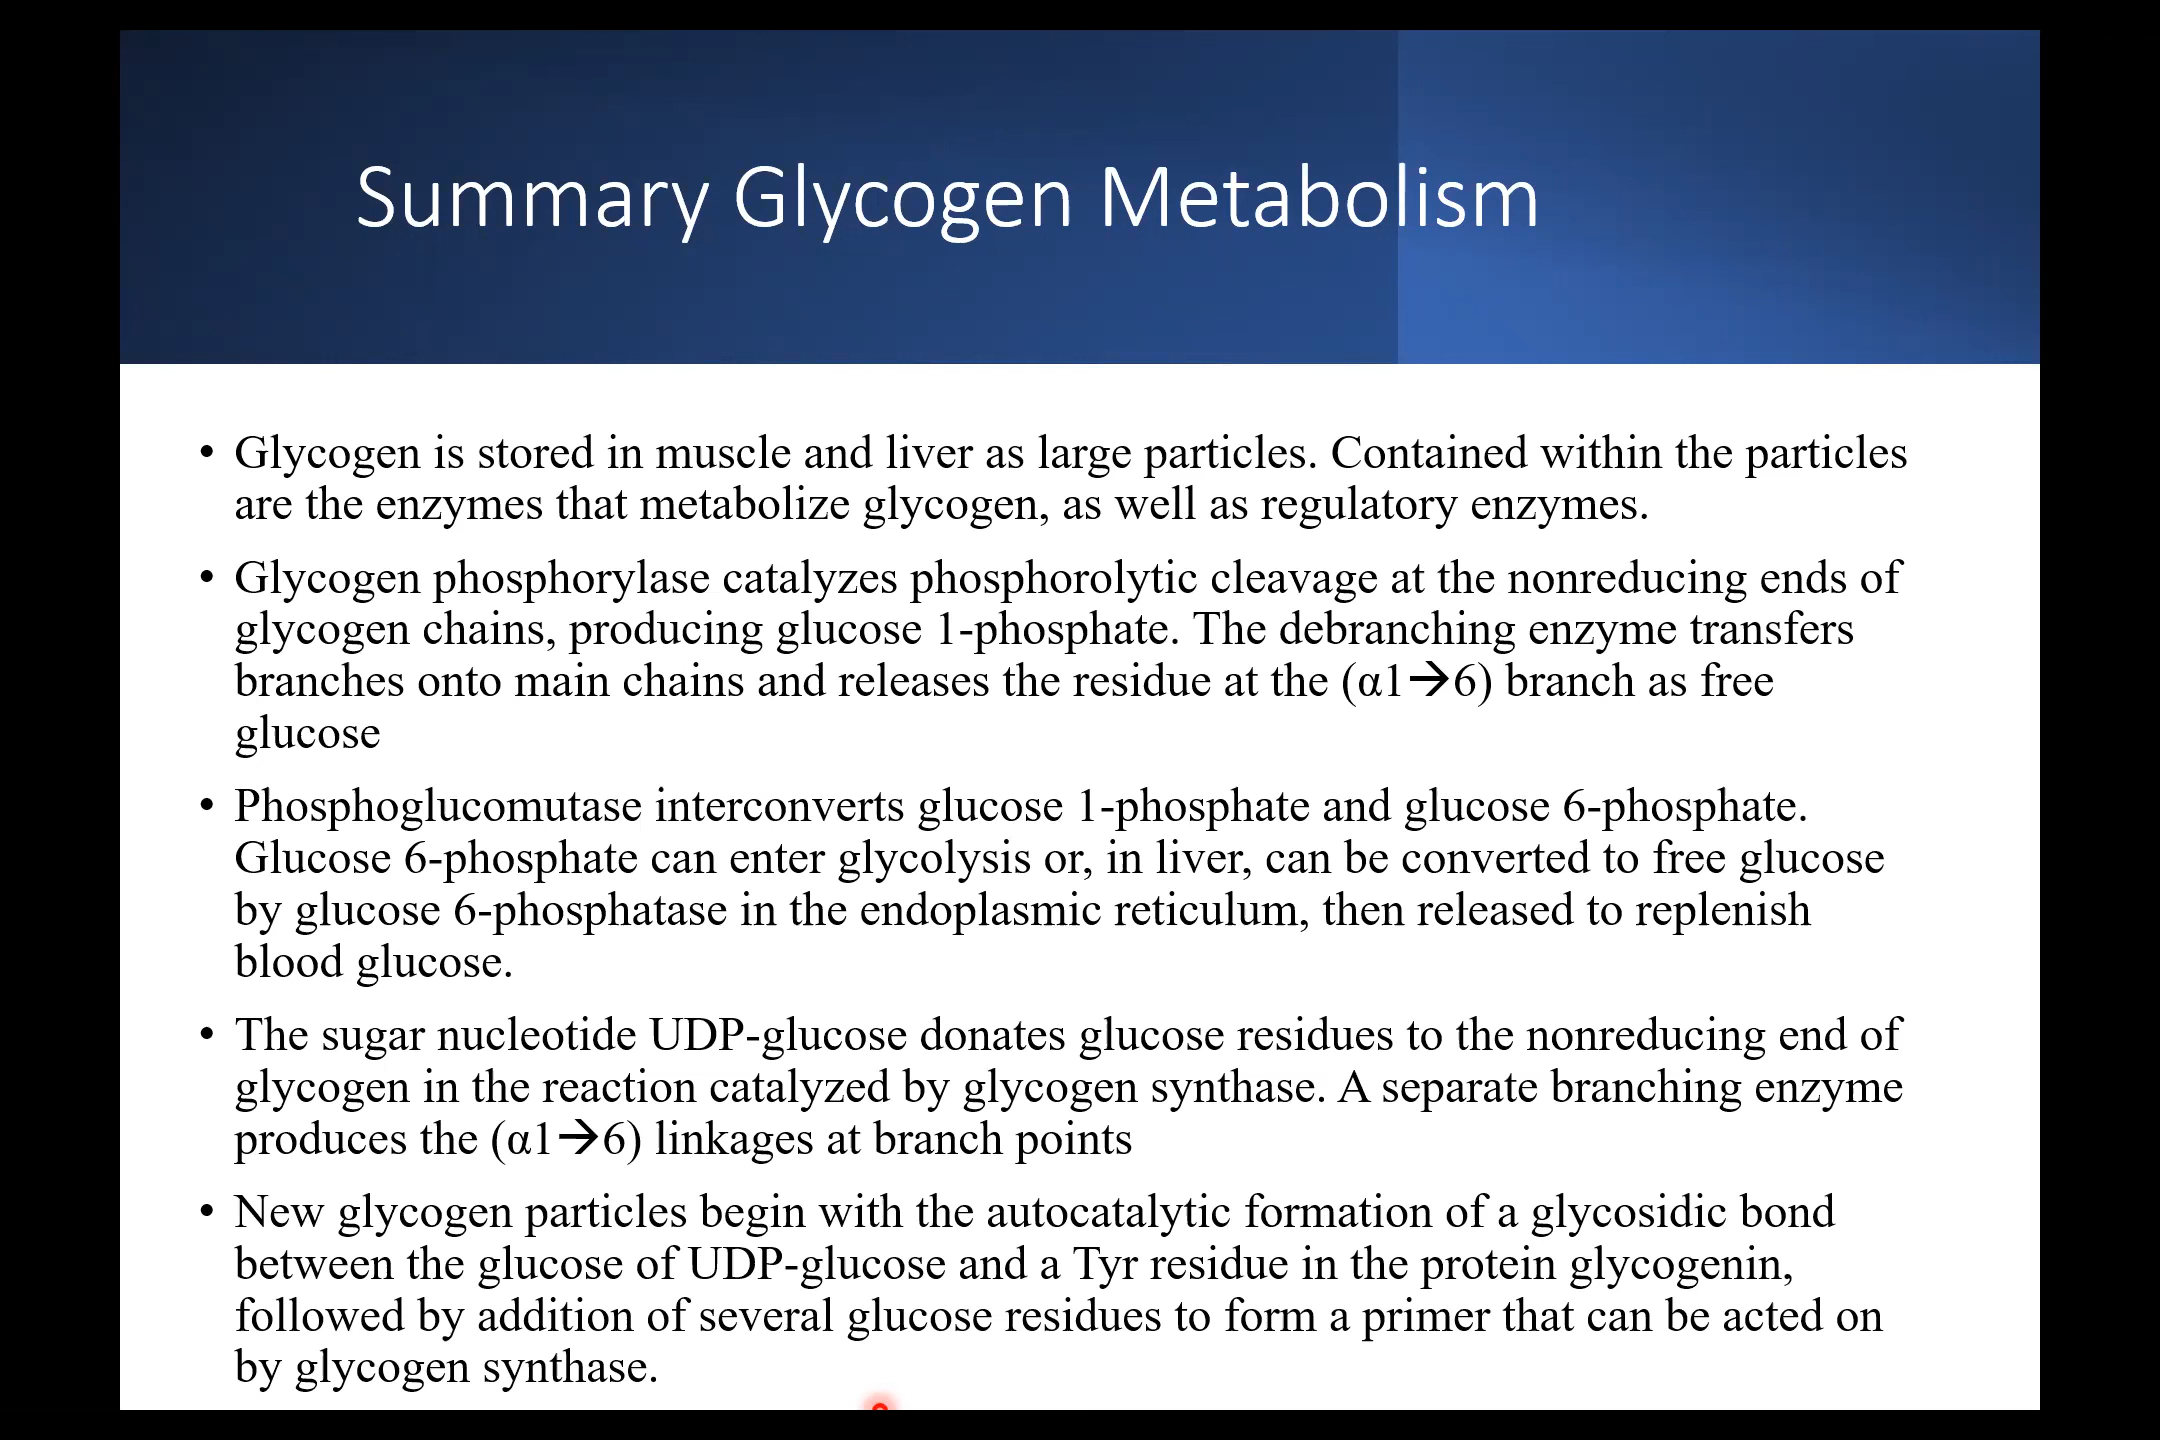 Summary Glycogen Metabolism
• Glycogen is stored in muscle and liver as large particles. Contained within the particles
are the enzymes that metabolize glycogen, as well as regulatory enzymes.
• Glycogen phosphorylase catalyzes phosphorolytic cleavage at the nonreducing ends of
glycogen chains, producing glucose 1-phosphate. The debranching enzyme transfers
branches onto main chains and releases the residue at the (α1→6) branch as free
glucose
• Phosphoglucomutase interconverts glucose 1-phosphate and glucose 6-phosphate.
Glucose 6-phosphate can enter glycolysis or, in liver, can be converted to free glucose
by glucose 6-phosphatase in the endoplasmic reticulum, then released to replenish
blood glucose.
• The sugar nucleotide UDP-glucose donates glucose residues to the nonreducing end of
glycogen in the reaction catalyzed by glycogen synthase. A separate branching enzyme
produces the (α1→6) linkages at branch points
• New glycogen particles begin with the autocatalytic formation of a glycosidic bond
between the glucose of UDP-glucose and a Tyr residue in the protein glycogenin,
followed by addition of several glucose residues to form a primer that can be acted on
by glycogen synthase.